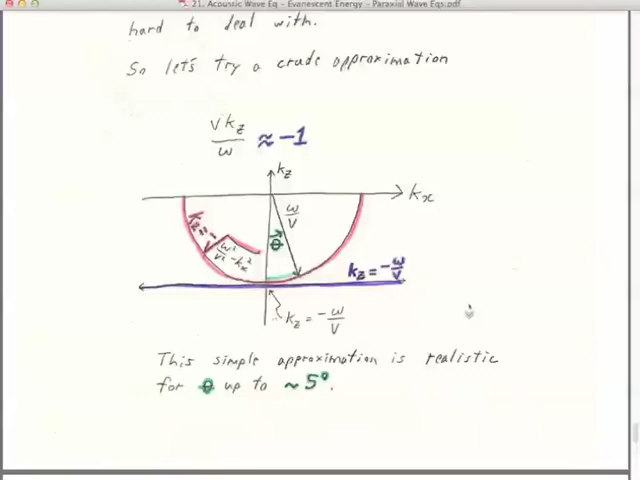 21. Acoustic Wave Eq – Evanescent Energy – Paraxial Wave Eqs.pdf
hard to deal with.
So let's try a crude approximation
vk_z/ω ≈ -1
k_z
k_x
ω/v
θ
k_z = -√(ω²/v² - k_x²)
k_z = -ω/v
k_z = -ω/v
This simple approximation is realistic
for θ up to ~5°.